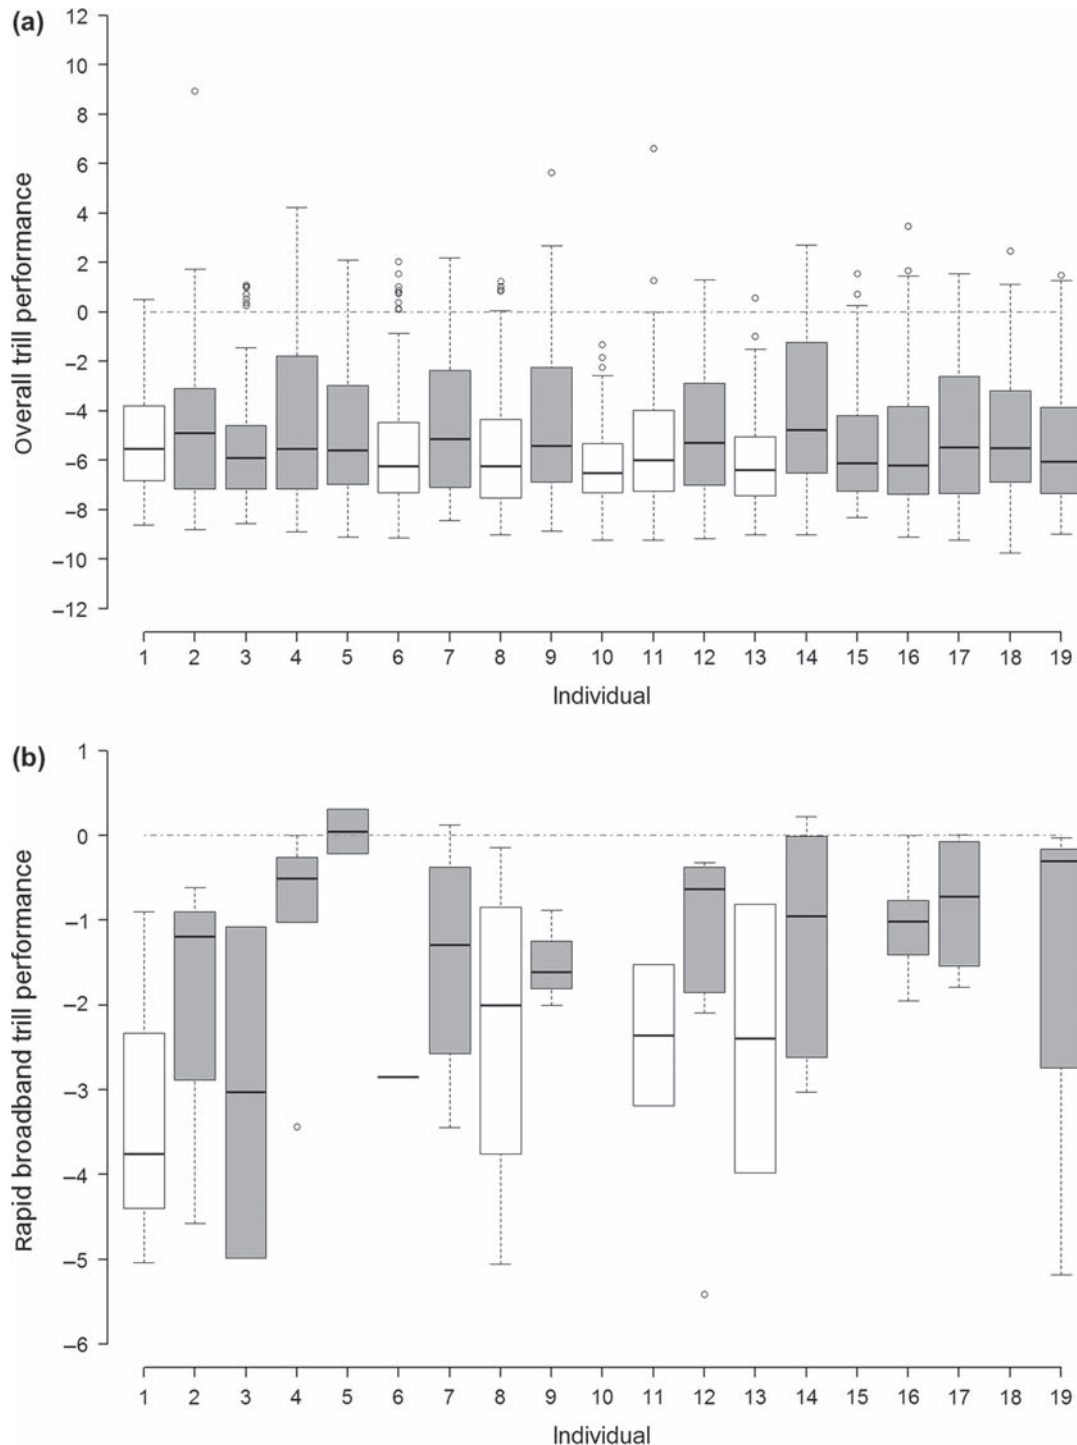 (a)
Overall trill performance
12
10
8
6
4
2
0
–2
–4
–6
–8
–10
–12
1 2 3 4 5 6 7 8 9 10 11 12 13 14 15 16 17 18 19
Individual
(b)
Rapid broadband trill performance
1
0
–1
–2
–3
–4
–5
–6
1 2 3 4 5 6 7 8 9 10 11 12 13 14 15 16 17 18 19
Individual